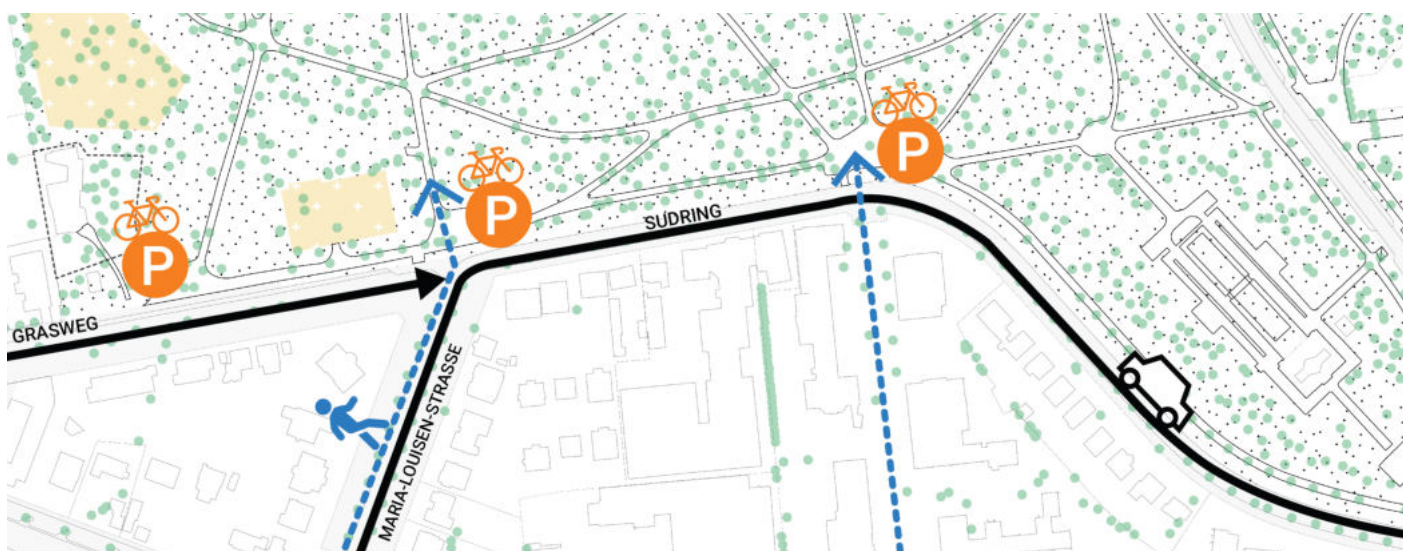 P
P
P
SÜDRING
GRASWEG
MARIA-LOUISEN-STRASSE